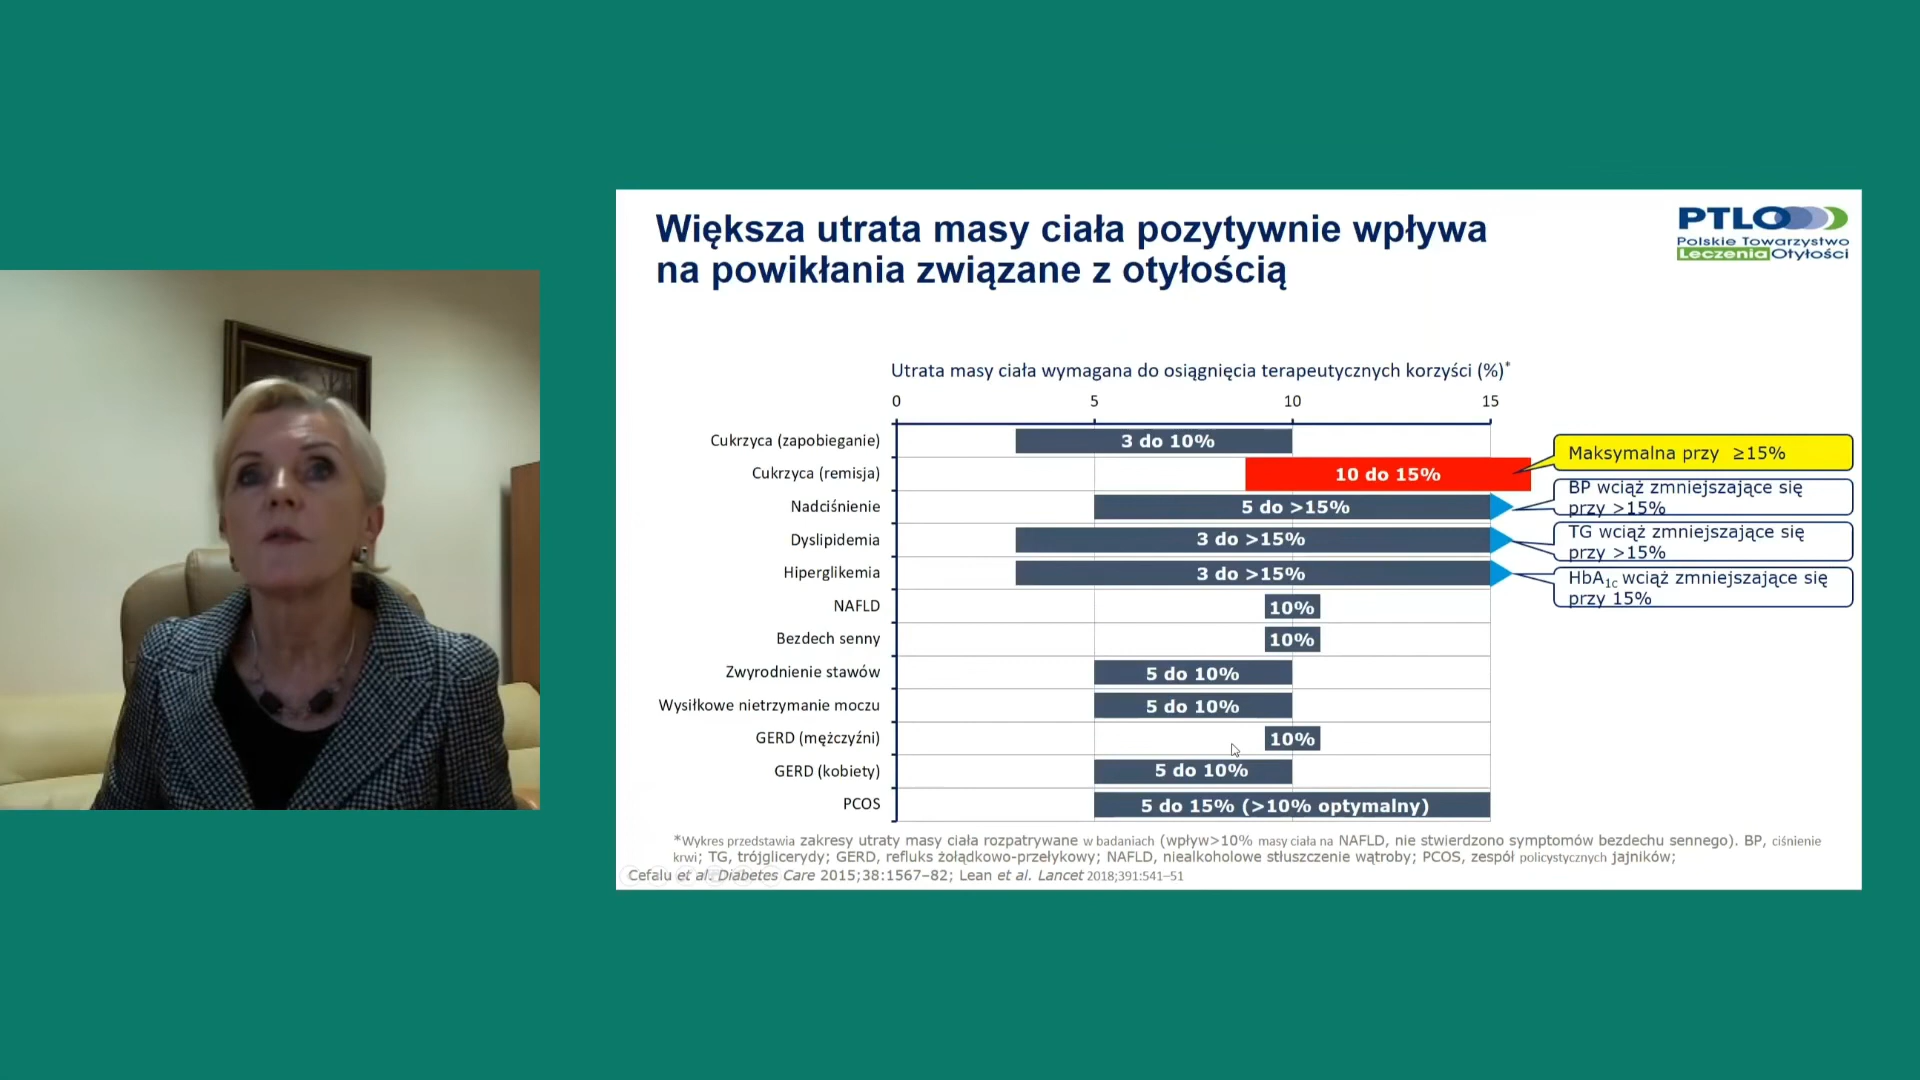 Większa utrata masy ciała pozytywnie wpływa
na powikłania związane z otyłością
PTLO
Polskie Towarzystwo
Leczenia Otyłości
Utrata masy ciała wymagana do osiągnięcia terapeutycznych korzyści (%)*
0 5 10 15
Cukrzyca (zapobieganie) 3 do 10%
Cukrzyca (remisja) 10 do 15%
Maksymalna przy ≥15%
Nadciśnienie 5 do >15%
BP wciąż zmniejszające się
przy >15%
Dyslipidemia 3 do >15%
TG wciąż zmniejszające się
przy >15%
Hiperglikemia 3 do >15%
HbA1c wciąż zmniejszające się
przy 15%
NAFLD 10%
Bezdech senny 10%
Zwyrodnienie stawów 5 do 10%
Wysiłkowe nietrzymanie moczu 5 do 10%
GERD (mężczyźni) 10%
GERD (kobiety) 5 do 10%
PCOS 5 do 15% (>10% optymalny)
*Wykres przedstawia zakresy utraty masy ciała rozpatrywane w badaniach (wpływ>10% masy ciała na NAFLD, nie stwierdzono symptomów bezdechu sennego). BP, ciśnienie
krwi; TG, trójglicerydy; GERD, refluks żołądkowo-przełykowy; NAFLD, niealkoholowe stłuszczenie wątroby; PCOS, zespół policystycznych jajników;
Cefalu et al. Diabetes Care 2015;38:1567–82; Lean et al. Lancet 2018;391:541–51